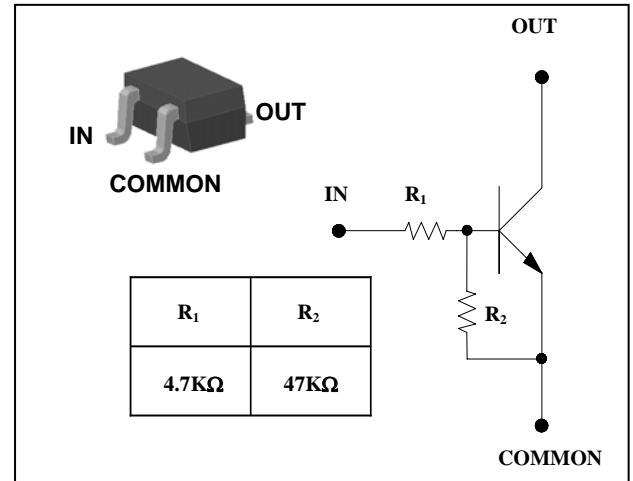 OUT
OUT
IN
COMMON
IN R₁
R₁ R₂
R₂
4.7KΩ 47KΩ
COMMON